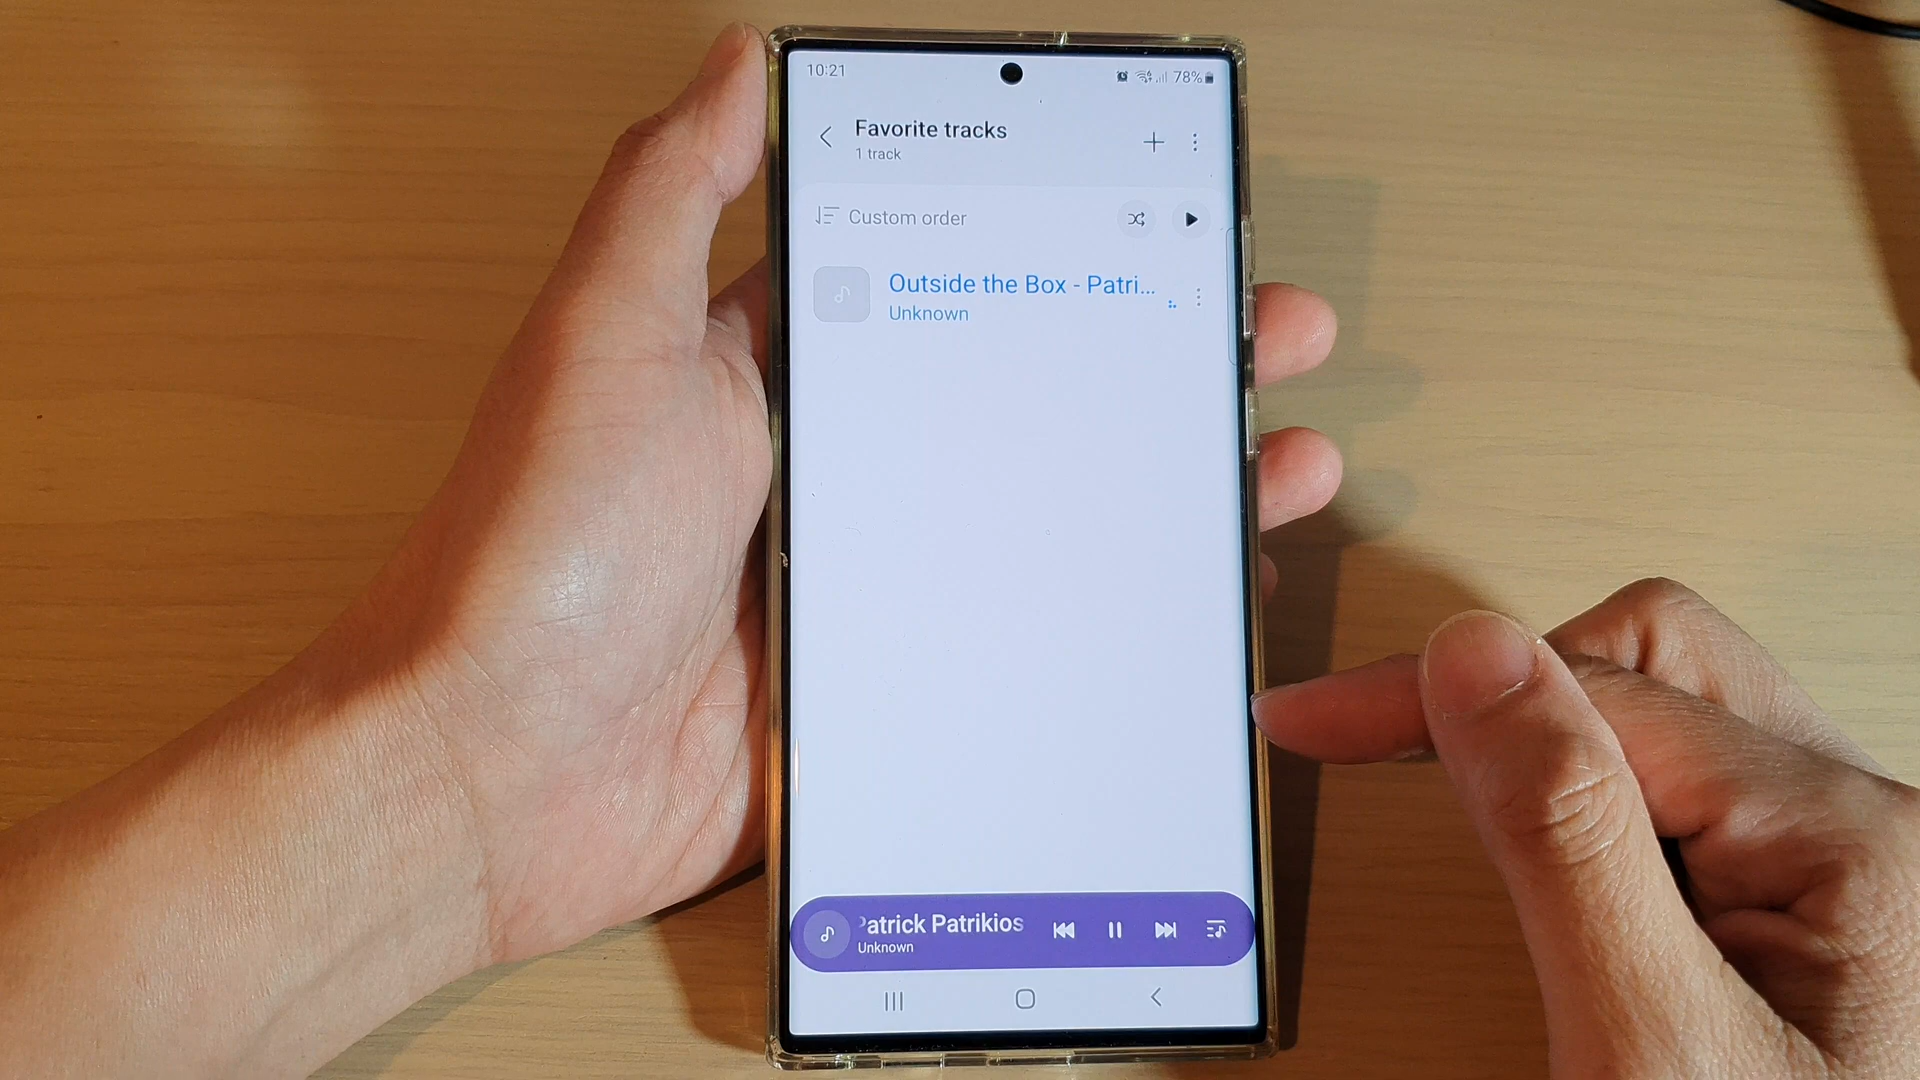 10:21
78%
Favorite tracks
1 track
Custom order
Outside the Box - Patri...
Unknown
atrick Patrikios
Unknown